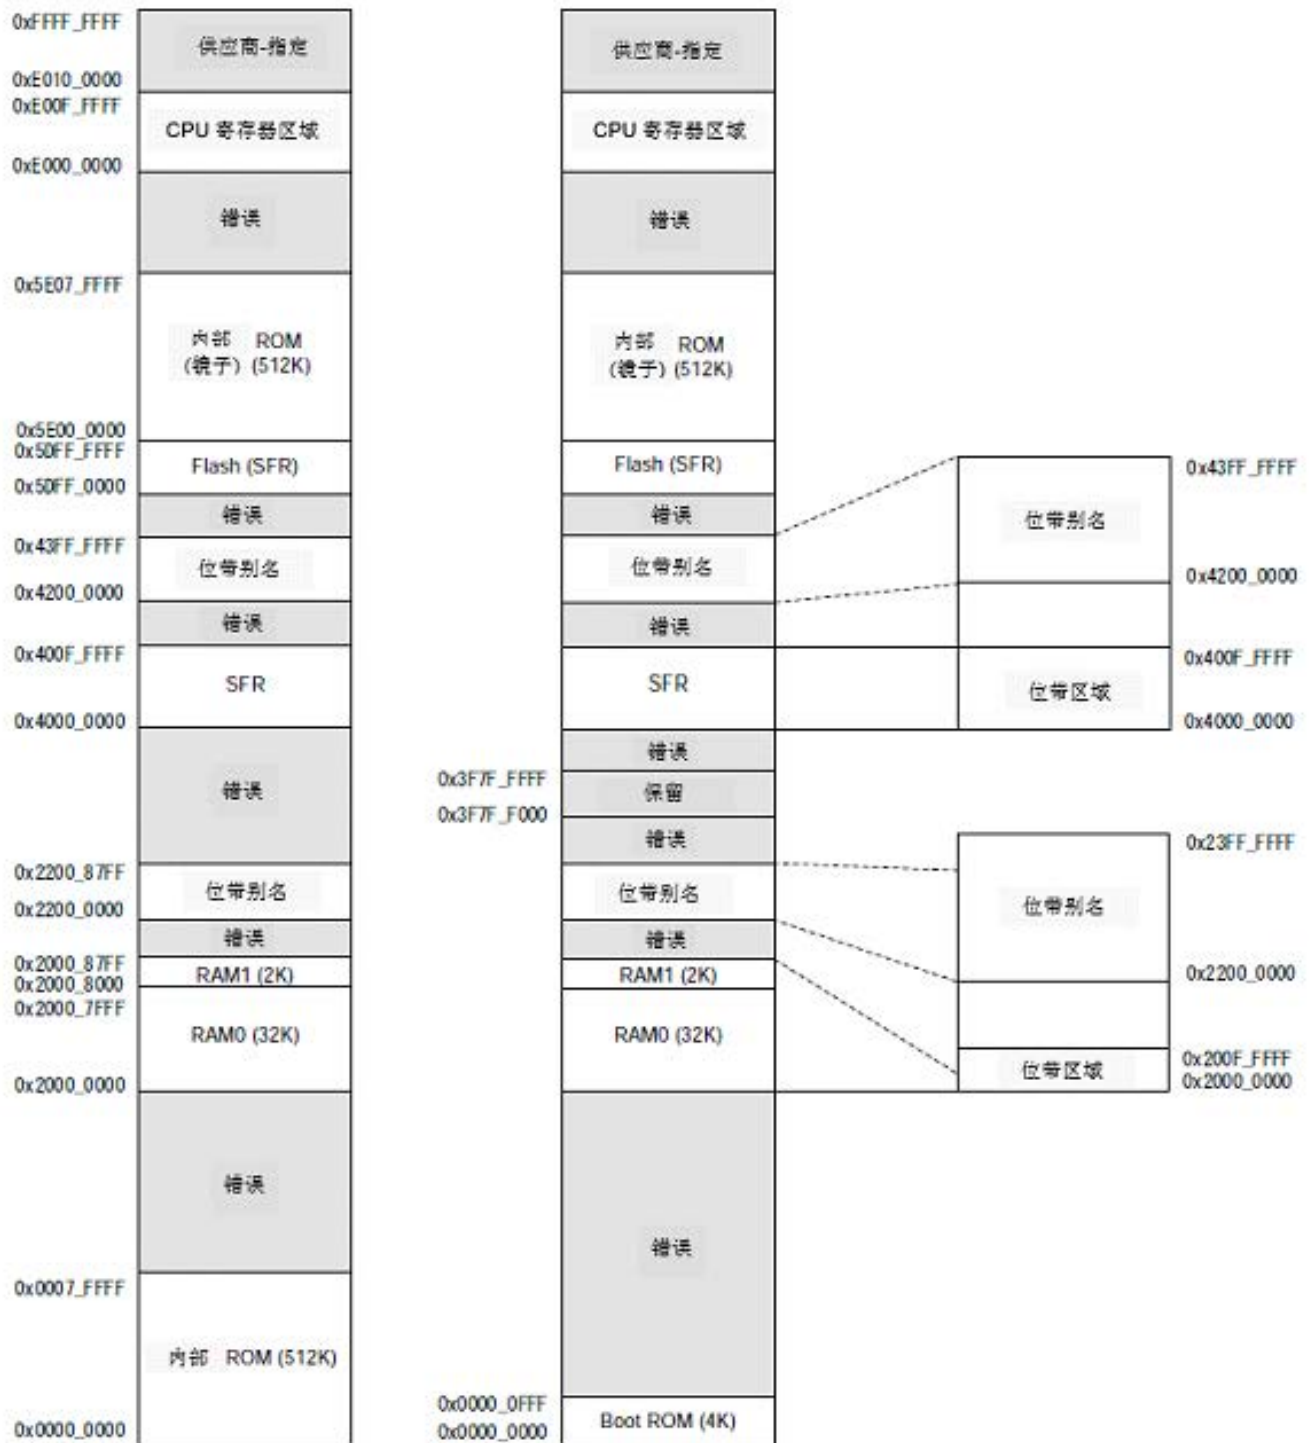 0xFFFF_FFFF
供应商-指定
0xE010_0000
0xE00F_FFFF
CPU 寄存器区域
0xE000_0000
错误
0x5E07_FFFF
内部 ROM
(镜子) (512K)
0x5E00_0000
0x5DFF_FFFF
Flash (SFR)
0x5DFF_0000
错误
0x43FF_FFFF
位带别名
0x4200_0000
错误
0x400F_FFFF
SFR
0x4000_0000
错误
0x2200_87FF
位带别名
0x2200_0000
错误
0x2000_87FF
RAM1 (2K)
0x2000_8000
0x2000_7FFF
RAM0 (32K)
0x2000_0000
错误
0x0007_FFFF
内部 ROM (512K)
0x0000_0000
供应商-指定
CPU 寄存器区域
错误
内部 ROM
(镜子) (512K)
Flash (SFR)
错误
位带别名
错误
SFR
错误
0x3F7F_FFFF
保留
0x3F7F_F000
错误
位带别名
错误
RAM1 (2K)
RAM0 (32K)
错误
0x0000_0FFF
Boot ROM (4K)
0x0000_0000
0x43FF_FFFF
位带别名
0x4200_0000
0x400F_FFFF
位带区域
0x4000_0000
0x23FF_FFFF
位带别名
0x2200_0000
0x200F_FFFF
位带区域
0x2000_0000